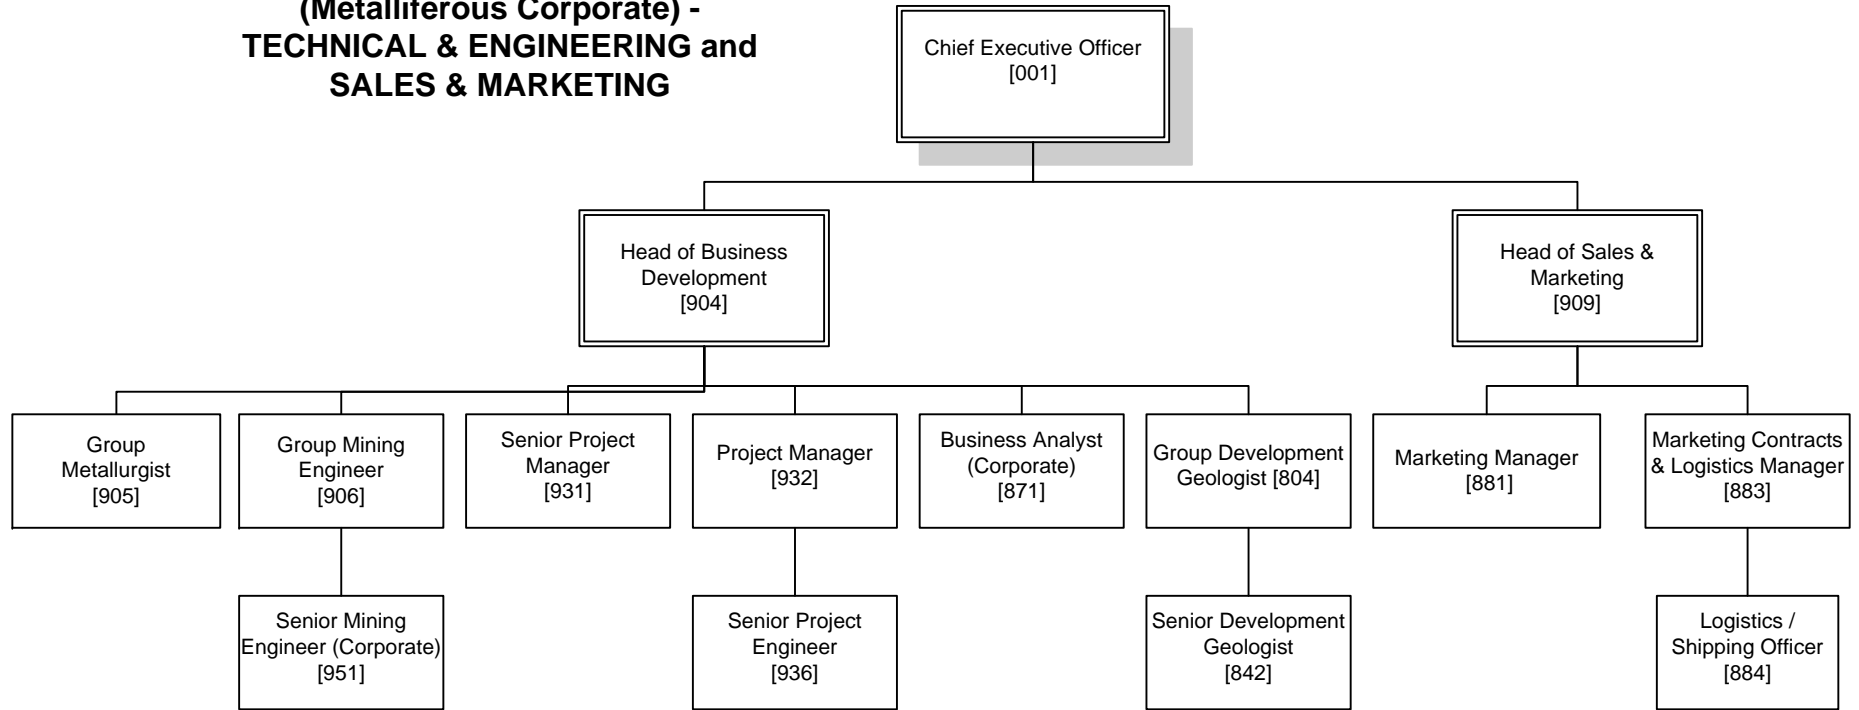 (Metalliferous Corporate) -
TECHNICAL & ENGINEERING and
SALES & MARKETING
Chief Executive Officer
[001]
Head of Business
Development
[904]
Head of Sales &
Marketing
[909]
Group
Metallurgist
[905]
Group Mining
Engineer
[906]
Senior Project
Manager
[931]
Project Manager
[932]
Business Analyst
(Corporate)
[871]
Group Development
Geologist [804]
Marketing Manager
[881]
Marketing Contracts
& Logistics Manager
[883]
Senior Mining
Engineer (Corporate)
[951]
Senior Project
Engineer
[936]
Senior Development
Geologist
[842]
Logistics /
Shipping Officer
[884]